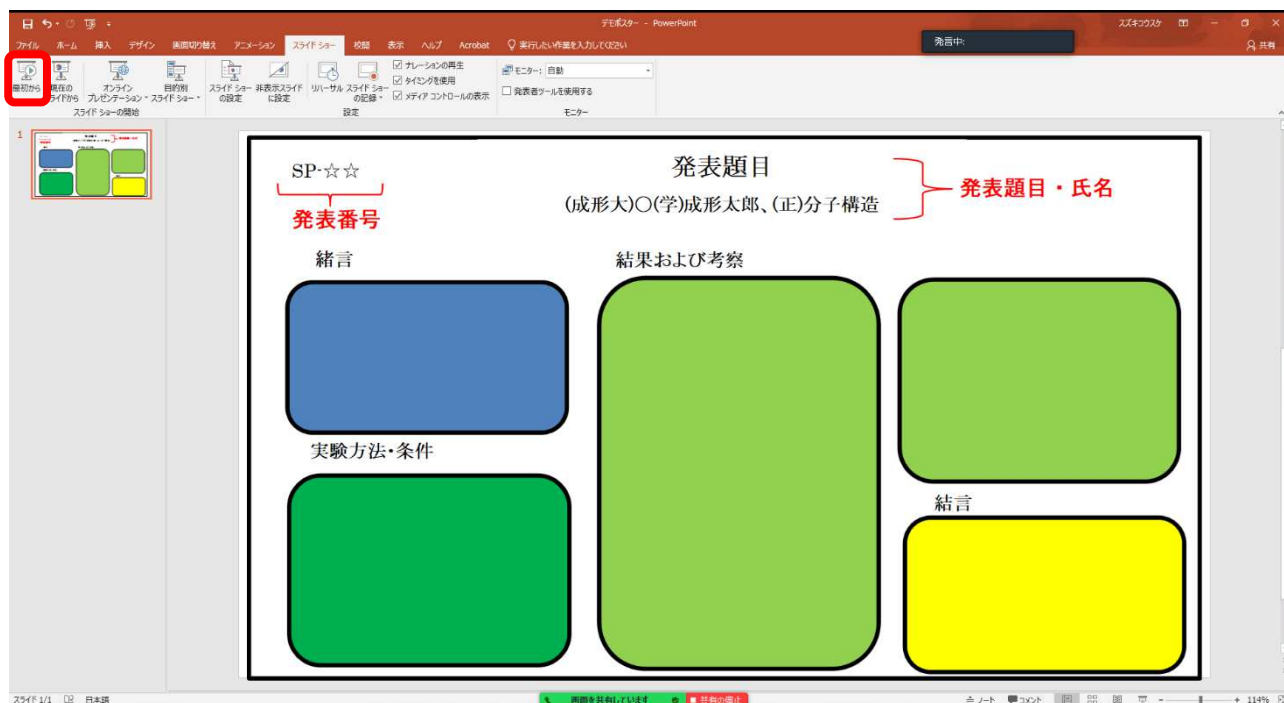 デモポスター - PowerPoint
スズキコウスケ
ファイル ホーム 挿入 デザイン 画面切り替え アニメーション スライド ショー 校閲 表示 ヘルプ Acrobat 実行したい作業を入力してください
発言中:
共有
最初から
現在の
スライドから
オンライン
プレゼンテーション
目的別
スライド ショー
スライド ショー
の設定
非表示スライド
に設定
リハーサル
スライド ショー
の記録
ナレーションの再生
タイミングを使用
メディア コントロールの表示
モニター: 自動
発表者ツールを使用する
スライド ショーの開始
設定
モニター
1
SP-☆☆
発表番号
発表題目
(成形大)〇(学)成形太郎、(正)分子構造
発表題目・氏名
緒言
結果および考察
実験方法・条件
結言
スライド 1/1 日本語
画面を共有しています 共有の停止
ノート コメント 114%